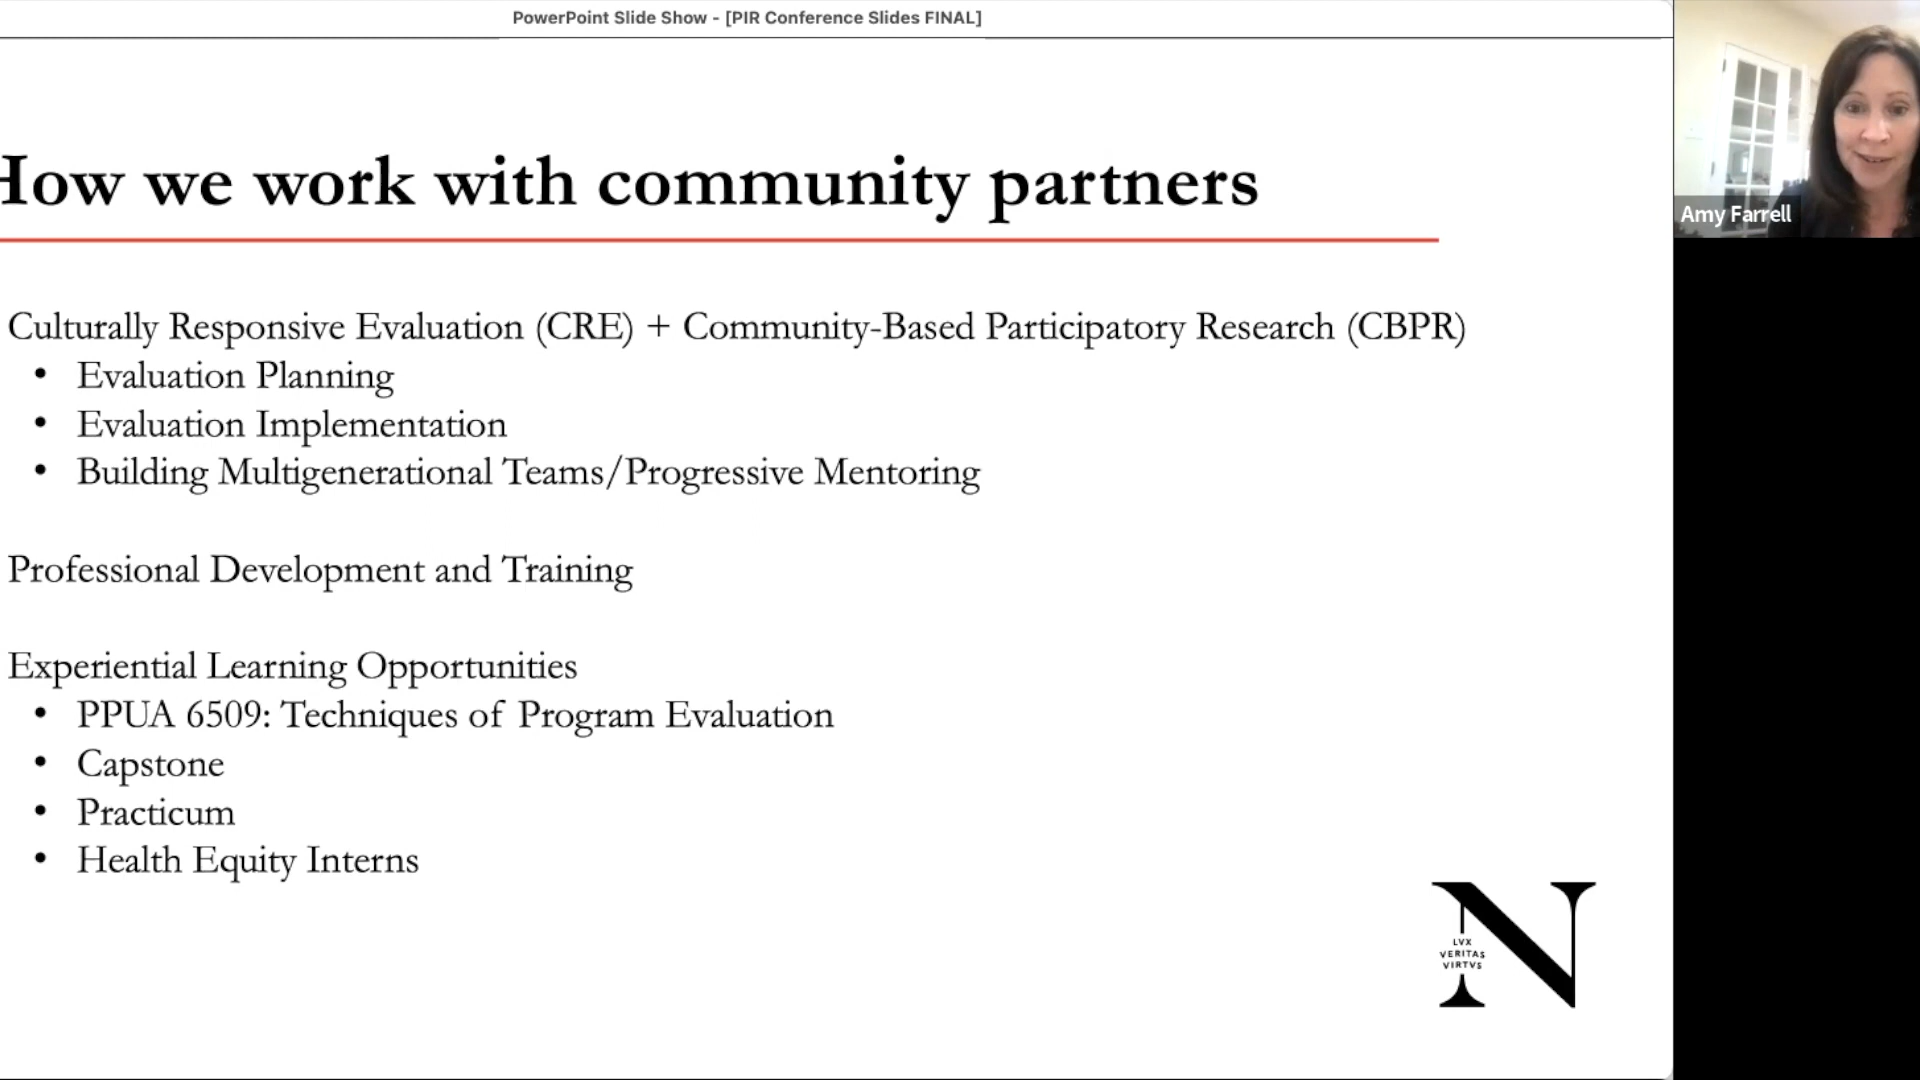 PowerPoint Slide Show - [PIR Conference Slides FINAL]
How we work with community partners
Amy Farrell
Culturally Responsive Evaluation (CRE) + Community-Based Participatory Research (CBPR)
• Evaluation Planning
• Evaluation Implementation
• Building Multigenerational Teams/Progressive Mentoring
Professional Development and Training
Experiential Learning Opportunities
• PPUA 6509: Techniques of Program Evaluation
• Capstone
• Practicum
• Health Equity Interns
N
LVX
VERITAS
VIRTVS